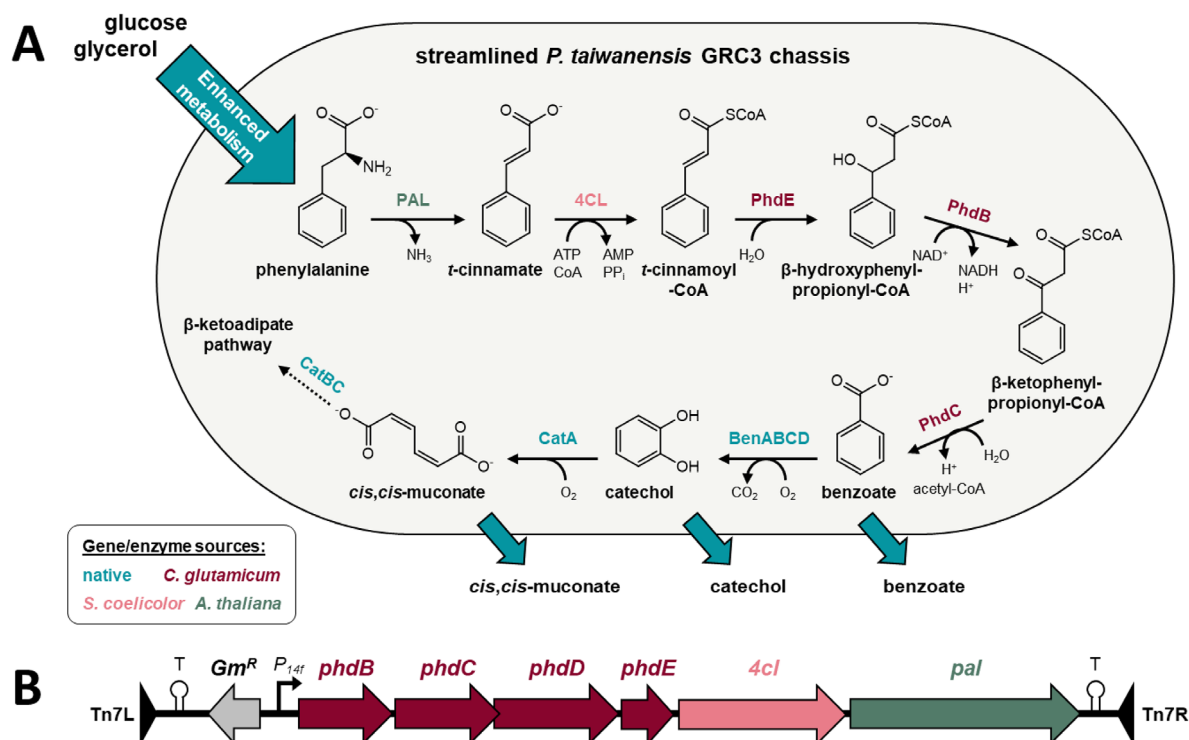 A
glucose
glycerol
Enhanced
metabolism
streamlined P. taiwanensis GRC3 chassis
O
O⁻
NH₂
phenylalanine
PAL
NH₃
O
O⁻
t-cinnamate
4CL
ATP
CoA
AMP
PPᵢ
O
SCoA
t-cinnamoyl
-CoA
PhdE
H₂O
O
SCoA
HO
β-hydroxyphenyl-
propionyl-CoA
PhdB
NAD⁺
NADH
H⁺
O
SCoA
O
β-ketophenyl-
propionyl-CoA
PhdC
H₂O
H⁺
acetyl-CoA
O
O⁻
benzoate
BenABCD
CO₂
O₂
OH
OH
catechol
CatA
O₂
⁻O
O
O
O⁻
cis,cis-muconate
CatBC
β-ketoadipate
pathway
cis,cis-muconate
catechol
benzoate
Gene/enzyme sources:
native C. glutamicum
S. coelicolor A. thaliana
B
Tn7L
T
Gmᴿ
P₁₄f
phdB
phdC
phdD
phdE
4cl
pal
T
Tn7R